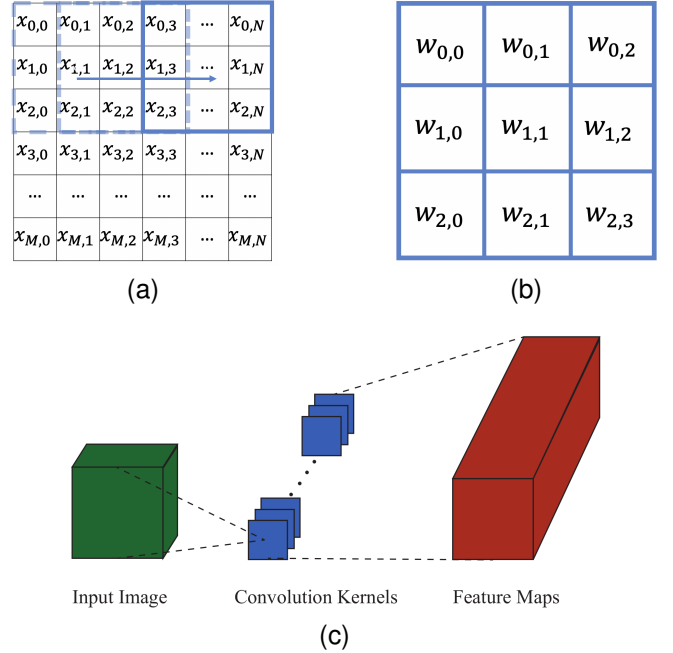 x0,0 x0,1 x0,2 x0,3 ... x0,N
x1,0 x1,1 x1,2 x1,3 ... x1,N
x2,0 x2,1 x2,2 x2,3 ... x2,N
x3,0 x3,1 x3,2 x3,3 ... x3,N
... ... ... ... ... ...
xM,0 xM,1 xM,2 xM,3 ... xM,N
(a)
w0,0 w0,1 w0,2
w1,0 w1,1 w1,2
w2,0 w2,1 w2,3
(b)
Input Image
Convolution Kernels
Feature Maps
(c)